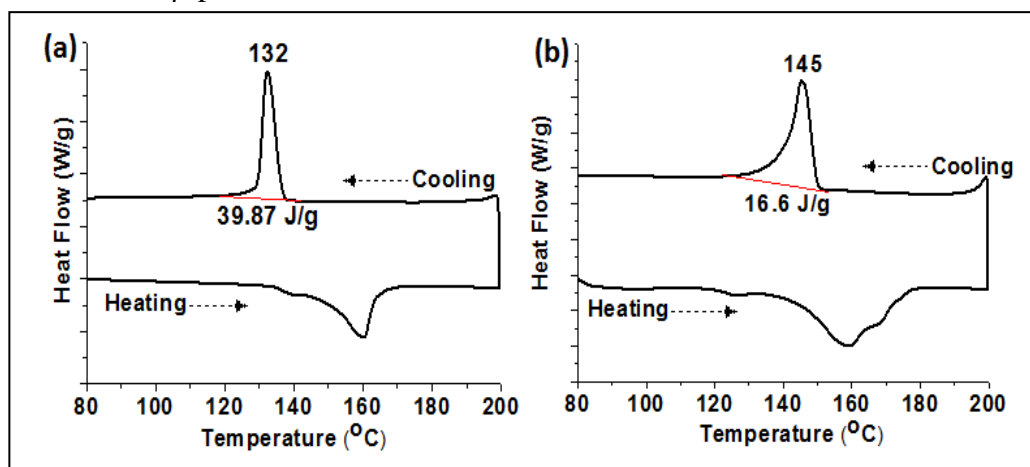 (a)
132
Cooling
39.87 J/g
Heating
Heat Flow (W/g)
80 100 120 140 160 180 200
Temperature (°C)
(b)
145
Cooling
16.6 J/g
Heating
Heat Flow (W/g)
80 100 120 140 160 180 200
Temperature (°C)